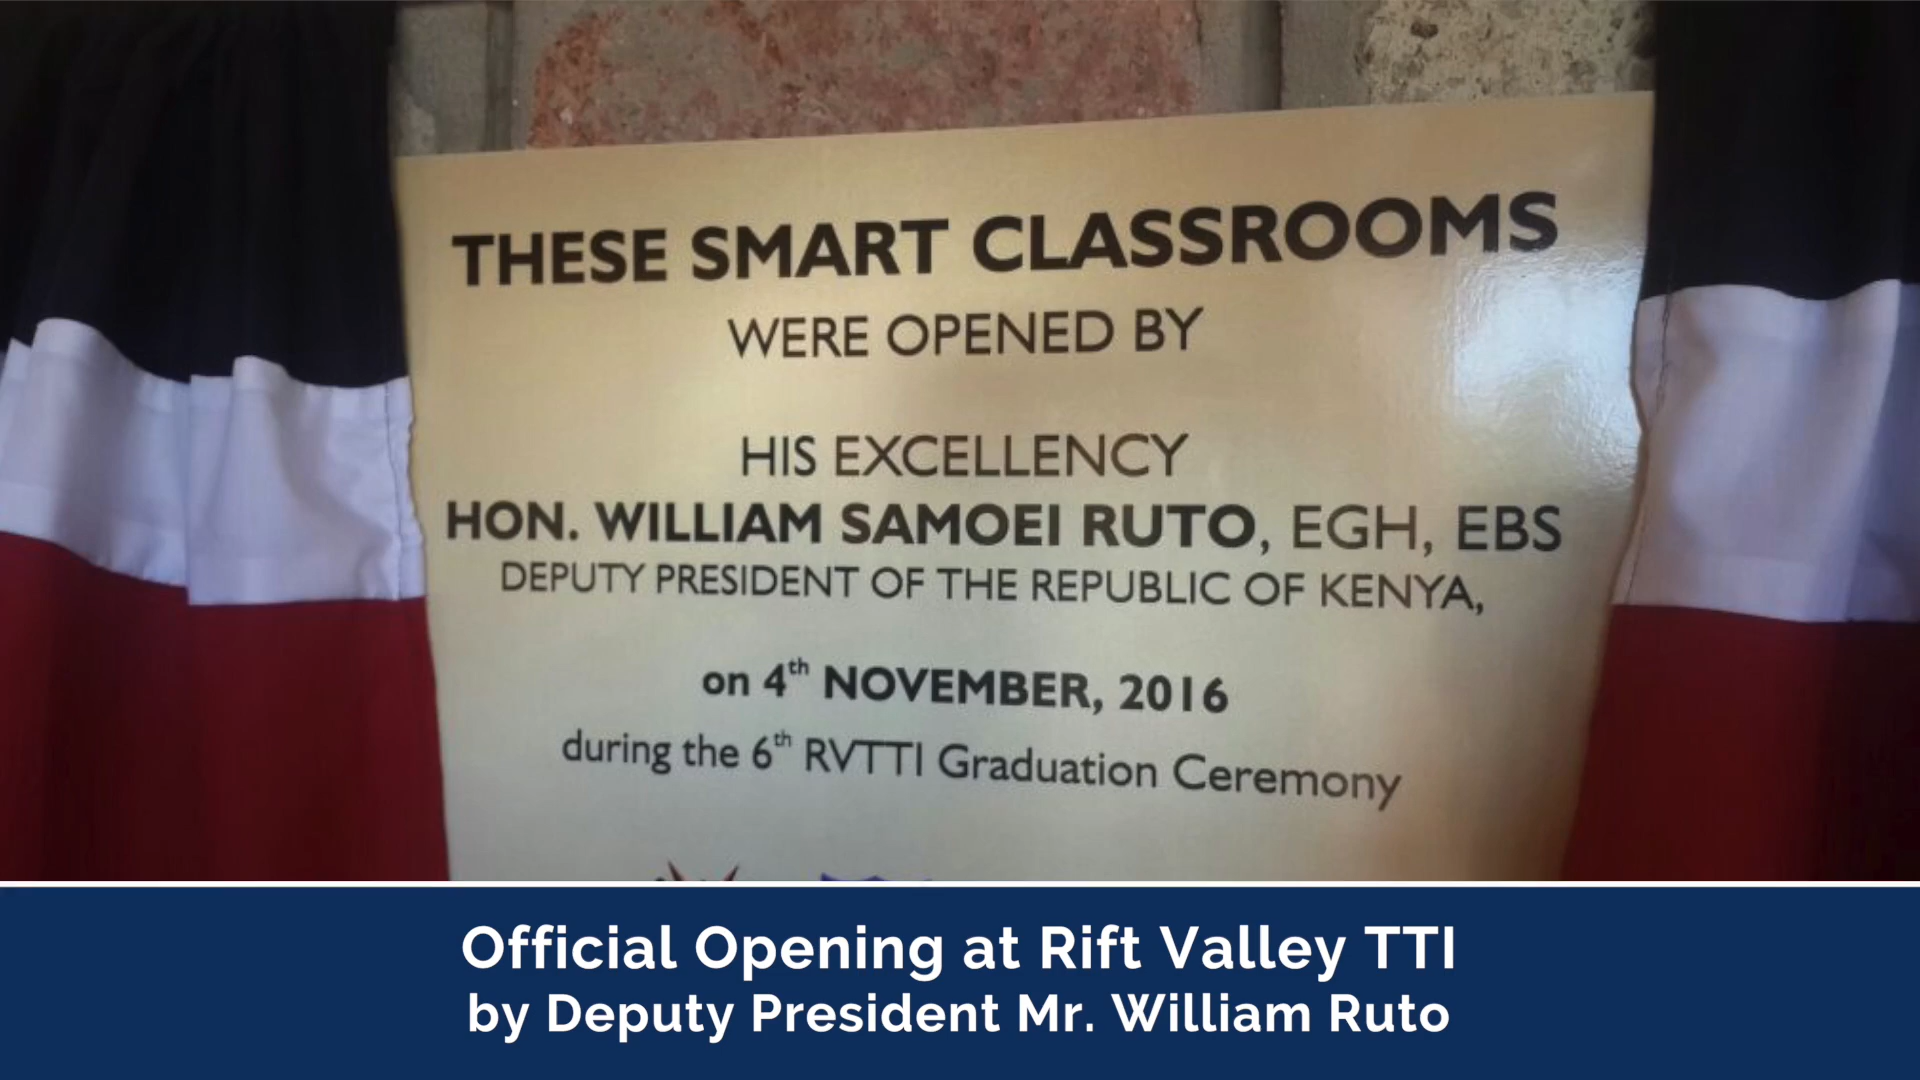 THESE SMART CLASSROOMS
WERE OPENED BY
HIS EXCELLENCY
HON. WILLIAM SAMOEI RUTO, EGH, EBS
DEPUTY PRESIDENT OF THE REPUBLIC OF KENYA,
on 4th NOVEMBER, 2016
during the 6th RVTTI Graduation Ceremony
Official Opening at Rift Valley TTI
by Deputy President Mr. William Ruto